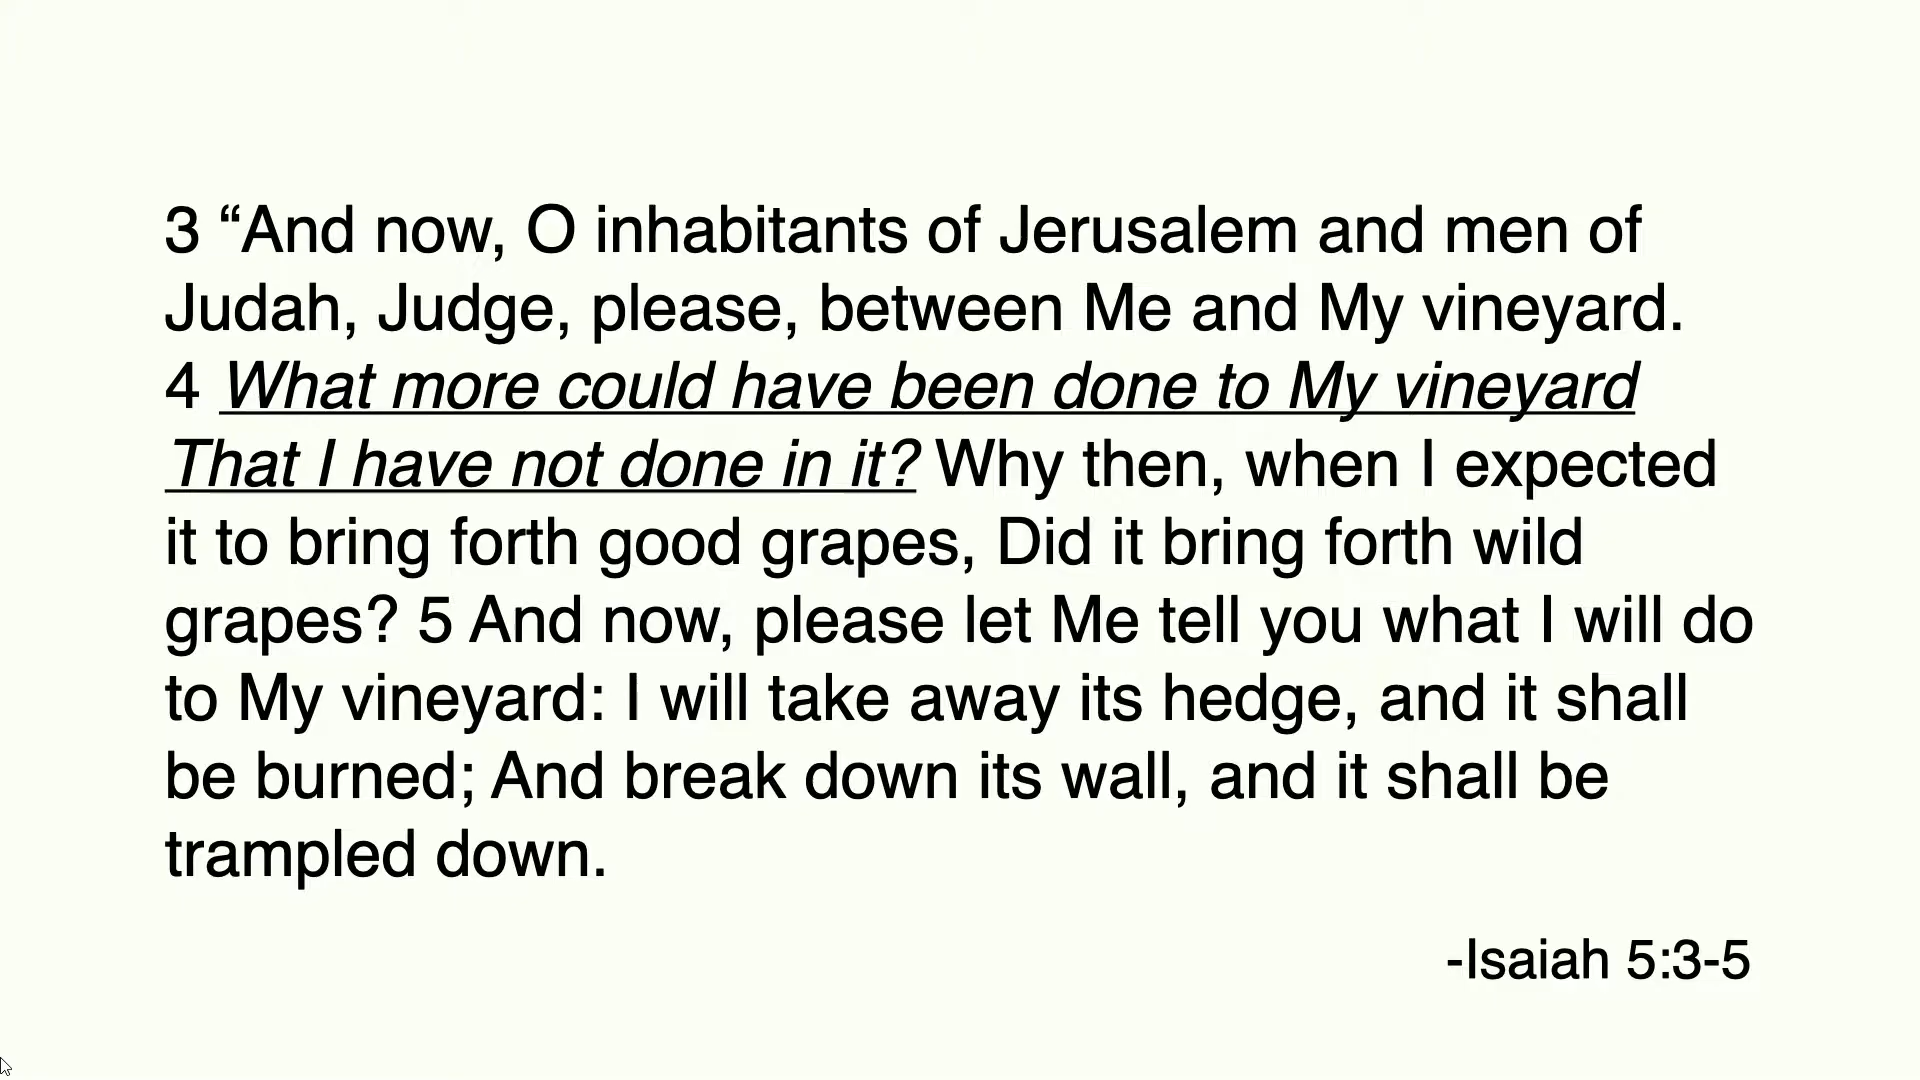 3 “And now, O inhabitants of Jerusalem and men of
Judah, Judge, please, between Me and My vineyard.
4 What more could have been done to My vineyard
That I have not done in it? Why then, when I expected
it to bring forth good grapes, Did it bring forth wild
grapes? 5 And now, please let Me tell you what I will do
to My vineyard: I will take away its hedge, and it shall
be burned; And break down its wall, and it shall be
trampled down.
-Isaiah 5:3-5